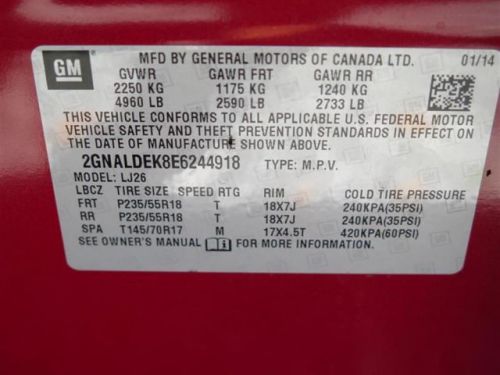 GM
MFD BY GENERAL MOTORS OF CANADA LTD. 01/14
GVWR GAWR FRT GAWR RR
2250 KG 1175 KG 1240 KG
4960 LB 2590 LB 2733 LB
THIS VEHICLE CONFORMS TO ALL APPLICABLE U.S. FEDERAL MOTOR
VEHICLE SAFETY AND THEFT PREVENTION STANDARDS IN EFFECT ON
THE DATE OF MANUFACTURE SHOWN ABOVE.
2GNALDEK8E6244918 TYPE: M.P.V.
MODEL: LJ26
LBCZ TIRE SIZE SPEED RTG RIM COLD TIRE PRESSURE
FRT P235/55R18 T 18X7J 240KPA(35PSI)
RR P235/55R18 T 18X7J 240KPA(35PSI)
SPA T145/70R17 M 17X4.5T 420KPA(60PSI)
SEE OWNER'S MANUAL FOR MORE INFORMATION